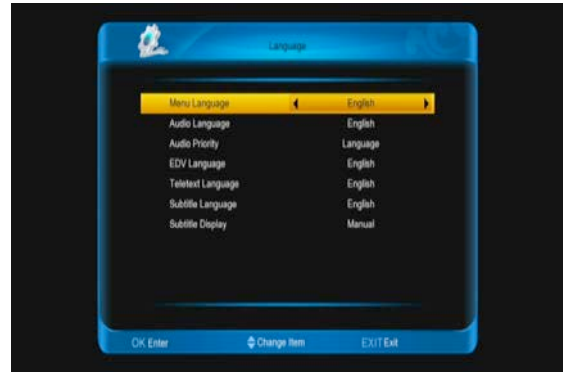 Language
Menu Language English
Audio Language English
Audio Priority Language
EDV Language English
Teletext Language English
Subtitle Language English
Subtitle Display Manual
OK Enter Change Item EXIT Exit